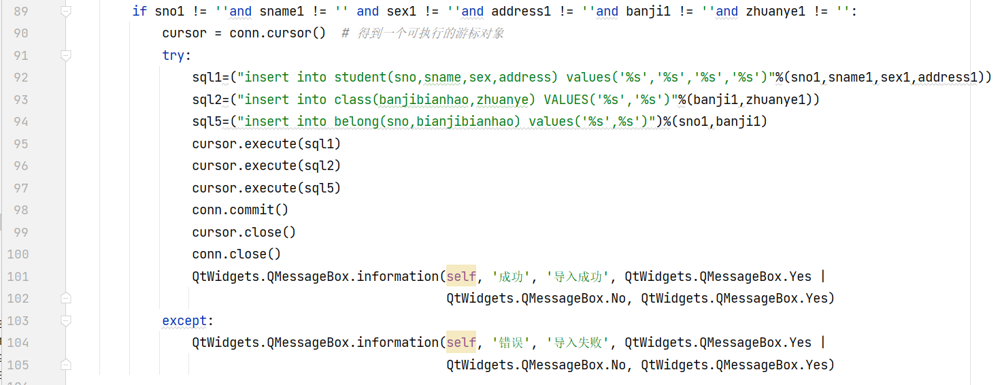 89 if sno1 != ''and sname1 != '' and sex1 != ''and address1 != ''and banji1 != ''and zhuanye1 != '':
90 cursor = conn.cursor()  # 得到一个可执行的游标对象
91 try:
92 sql1=("insert into student(sno,sname,sex,address) values('%s','%s','%s','%s')"%(sno1,sname1,sex1,address1))
93 sql2=("insert into class(banjibianhao,zhuanye) VALUES('%s','%s')"%(banji1,zhuanye1))
94 sql5=("insert into belong(sno,bianjibianhao) values('%s',%s')")%(sno1,banji1)
95 cursor.execute(sql1)
96 cursor.execute(sql2)
97 cursor.execute(sql5)
98 conn.commit()
99 cursor.close()
100 conn.close()
101 QtWidgets.QMessageBox.information(self, '成功', '导入成功', QtWidgets.QMessageBox.Yes |
102 QtWidgets.QMessageBox.No, QtWidgets.QMessageBox.Yes)
103 except:
104 QtWidgets.QMessageBox.information(self, '错误', '导入失败', QtWidgets.QMessageBox.Yes |
105 QtWidgets.QMessageBox.No, QtWidgets.QMessageBox.Yes)